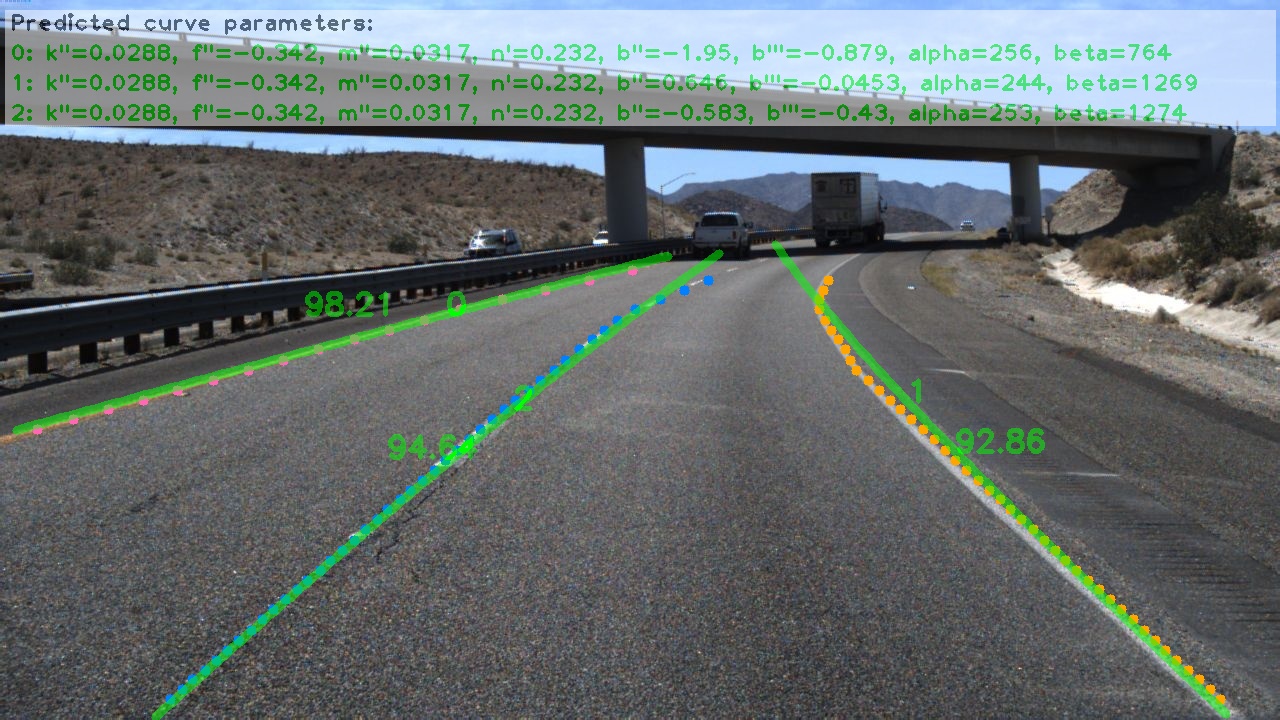 Predicted curve parameters:
0: k''=0.0288, f''=-0.342, m''=0.0317, n'=0.232, b''=-1.95, b'''=-0.879, alpha=256, beta=764
1: k''=0.0288, f''=-0.342, m''=0.0317, n'=0.232, b''=0.646, b'''=-0.0453, alpha=244, beta=1269
2: k''=0.0288, f''=-0.342, m''=0.0317, n'=0.232, b''=-0.583, b'''=-0.43, alpha=253, beta=1274
98.21 0
2 1
94.64 92.86